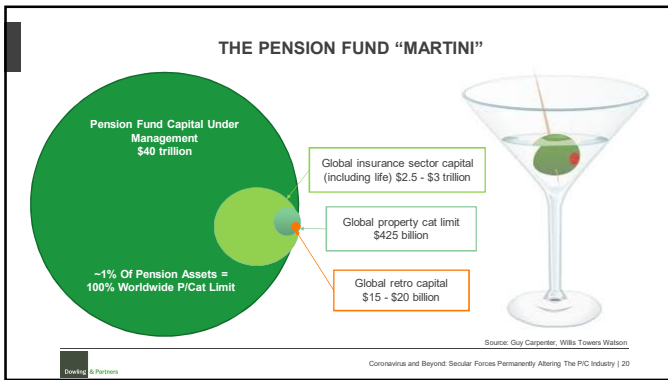 THE PENSION FUND “MARTINI”
Pension Fund Capital Under
Management
$40 trillion
Global insurance sector capital
(including life) $2.5 - $3 trillion
Global property cat limit
$425 billion
~1% Of Pension Assets =
100% Worldwide P/Cat Limit
Global retro capital
$15 - $20 billion
Source: Guy Carpenter, Willis Towers Watson
Dowling & Partners
Coronavirus and Beyond: Secular Forces Permanently Altering The P/C Industry | 20